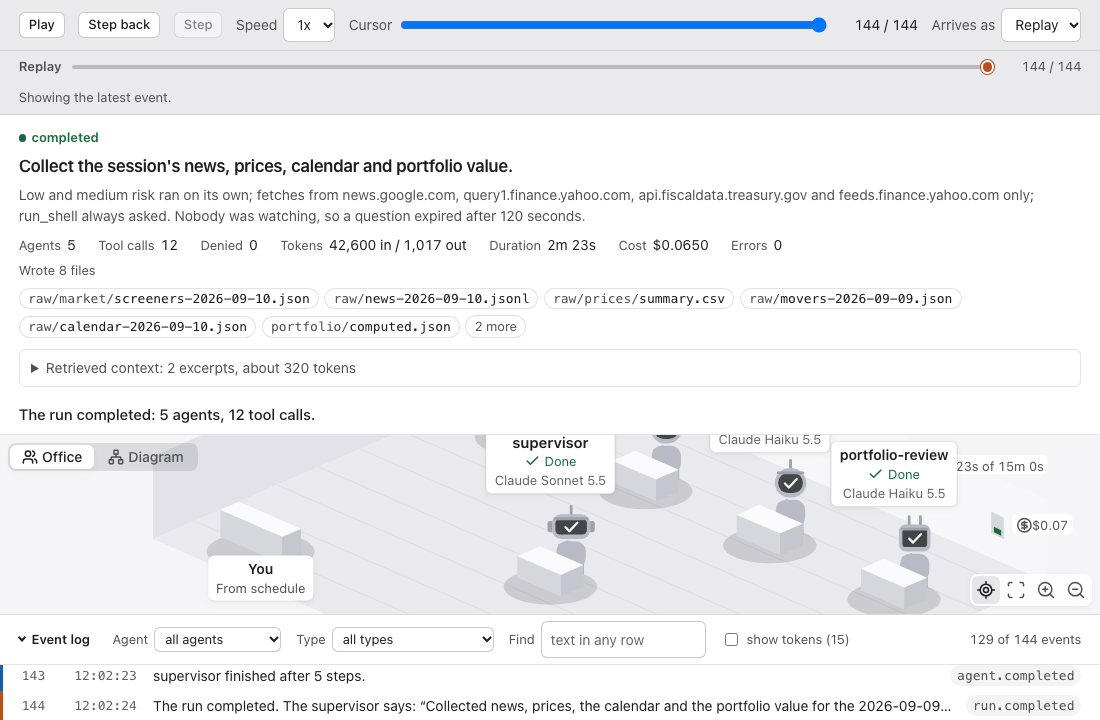 Play Step back Step Speed 1x Cursor 144 / 144 Arrives as Replay
Replay 144 / 144
Showing the latest event.
completed
Collect the session's news, prices, calendar and portfolio value.
Low and medium risk ran on its own; fetches from news.google.com, query1.finance.yahoo.com, api.fiscaldata.treasury.gov and feeds.finance.yahoo.com only;
run_shell always asked. Nobody was watching, so a question expired after 120 seconds.
Agents 5 Tool calls 12 Denied 0 Tokens 42,600 in / 1,017 out Duration 2m 23s Cost $0.0650 Errors 0
Wrote 8 files
raw/market/screeners-2026-09-10.json raw/news-2026-09-10.jsonl raw/prices/summary.csv raw/movers-2026-09-09.json
raw/calendar-2026-09-10.json portfolio/computed.json 2 more
Retrieved context: 2 excerpts, about 320 tokens
The run completed: 5 agents, 12 tool calls.
Office Diagram
supervisor
Done
Claude Sonnet 5.5
Claude Haiku 5.5
portfolio-review
Done
Claude Haiku 5.5
23s of 15m 0s
$0.07
You
From schedule
Event log Agent all agents Type all types Find text in any row show tokens (15) 129 of 144 events
143 12:02:23 supervisor finished after 5 steps. agent.completed
144 12:02:24 The run completed. The supervisor says: “Collected news, prices, the calendar and the portfolio value for the 2026-09-09... run.completed